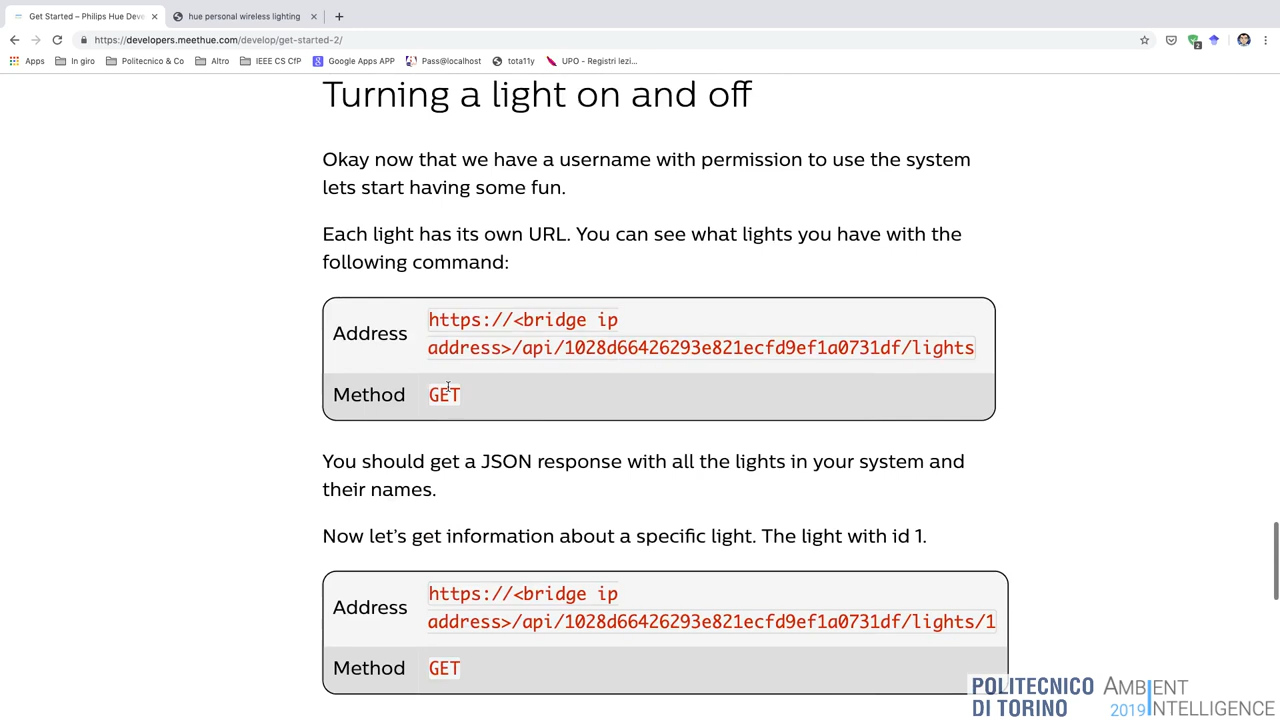 Get Started – Philips Hue Deve
hue personal wireless lighting
https://developers.meethue.com/develop/get-started-2/
Apps
In giro
Politecnico & Co
Altro
IEEE CS CfP
Google Apps APP
Pass@localhost
tota11y
UPO - Registri lezi...
2
Turning a light on and off
Okay now that we have a username with permission to use the system
lets start having some fun.
Each light has its own URL. You can see what lights you have with the
following command:
Address
https://<bridge ip
address>/api/1028d66426293e821ecfd9ef1a0731df/lights
Method
GET
You should get a JSON response with all the lights in your system and
their names.
Now let's get information about a specific light. The light with id 1.
Address
https://<bridge ip
address>/api/1028d66426293e821ecfd9ef1a0731df/lights/1
Method
GET
POLITECNICO
DI TORINO
AMBIENT
2019 INTELLIGENCE